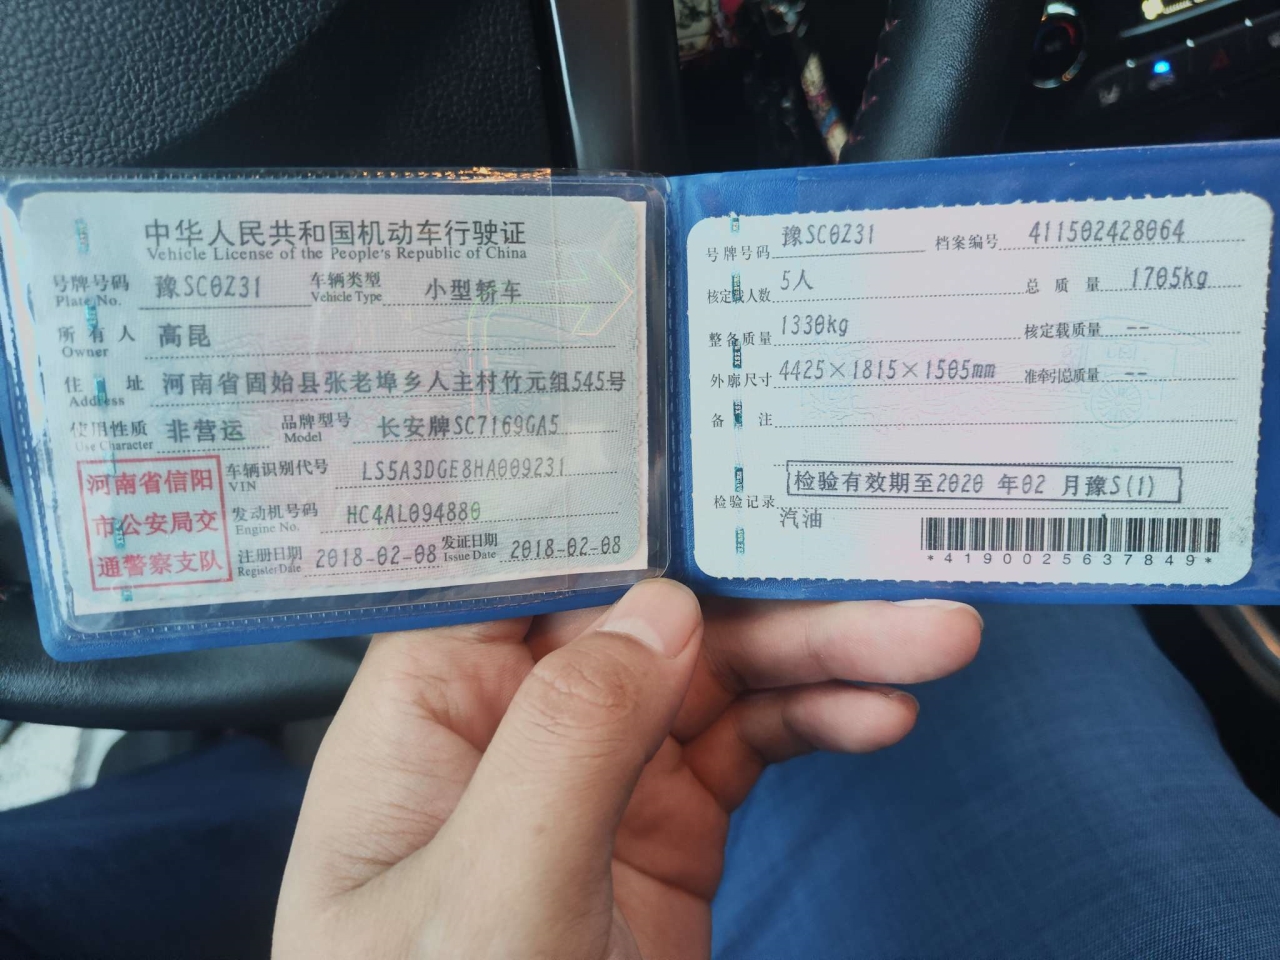 中华人民共和国机动车行驶证
Vehicle License of the People's Republic of China
号牌号码 豫SC0Z31 车辆类型 小型轿车
Plate No. Vehicle Type
所有人 高昆
Owner
住址 河南省固始县张老埠乡人主村竹元组545号
Address
使用性质 非营运 品牌型号 长安牌SC7169GA5
Use Character Model
河南省信阳
市公安局交
通警察支队
车辆识别代号 LS5A3DGE8HA009231
VIN
发动机号码 HC4AL094880
Engine No.
注册日期 2018-02-08 发证日期 2018-02-08
Register Date Issue Date
号牌号码 豫SC0Z31 档案编号 411502428064
核定载人数 5人 总质量 1705kg
整备质量 1330kg 核定载质量 --
外廓尺寸 4425×1815×1505mm 准牵引总质量 --
备注
检验记录 检验有效期至2020 年02 月豫S(1)
汽油
*4190025637849*